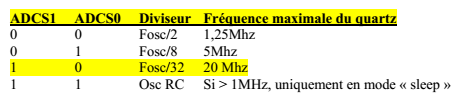 ADCS1 ADCS0 Diviseur Fréquence maximale du quartz
0 0 Fosc/2 1,25Mhz
0 1 Fosc/8 5Mhz
1 0 Fosc/32 20 Mhz
1 1 Osc RC Si > 1MHz, uniquement en mode « sleep »